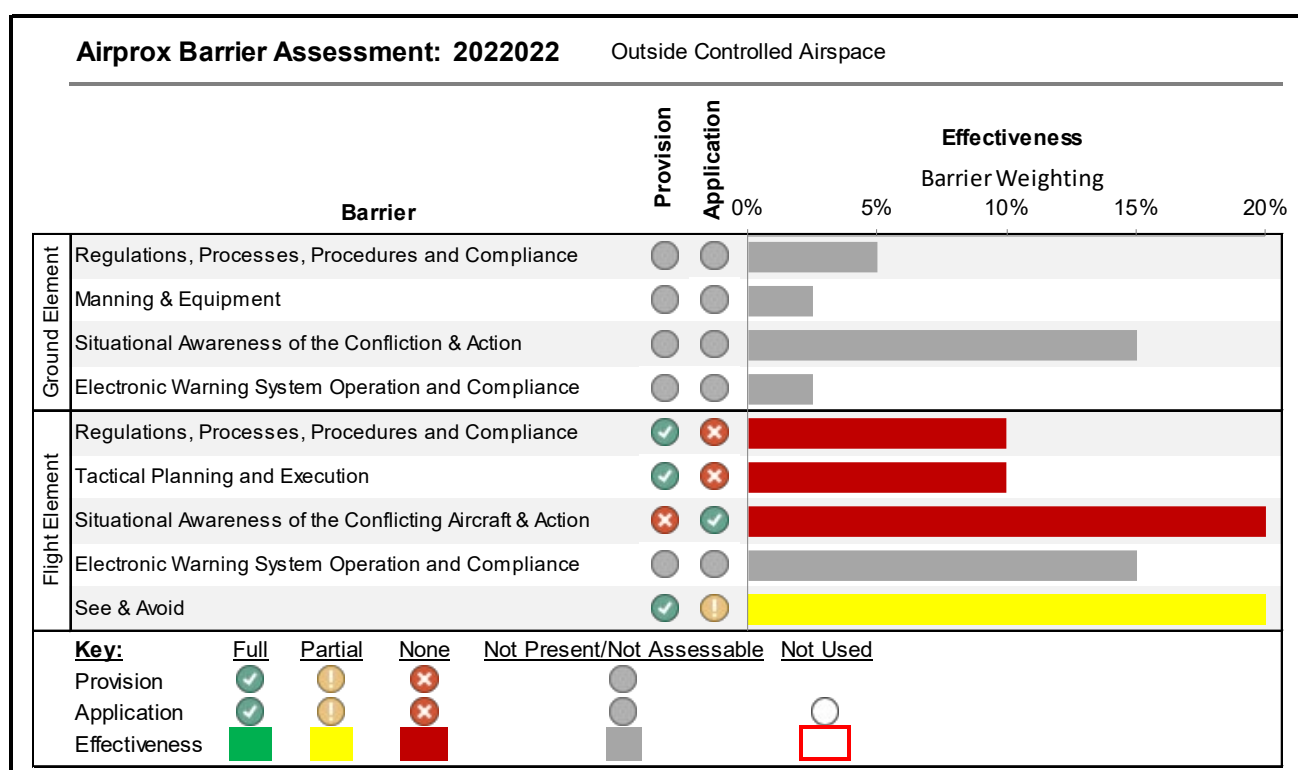 Airprox Barrier Assessment: 2022022 Outside Controlled Airspace
Barrier
Provision
Application
Effectiveness
Barrier Weighting
0% 5% 10% 15% 20%
Ground Element
Regulations, Processes, Procedures and Compliance
Manning & Equipment
Situational Awareness of the Confliction & Action
Electronic Warning System Operation and Compliance
Flight Element
Regulations, Processes, Procedures and Compliance
Tactical Planning and Execution
Situational Awareness of the Conflicting Aircraft & Action
Electronic Warning System Operation and Compliance
See & Avoid
Key: Full Partial None Not Present/Not Assessable Not Used
Provision
Application
Effectiveness